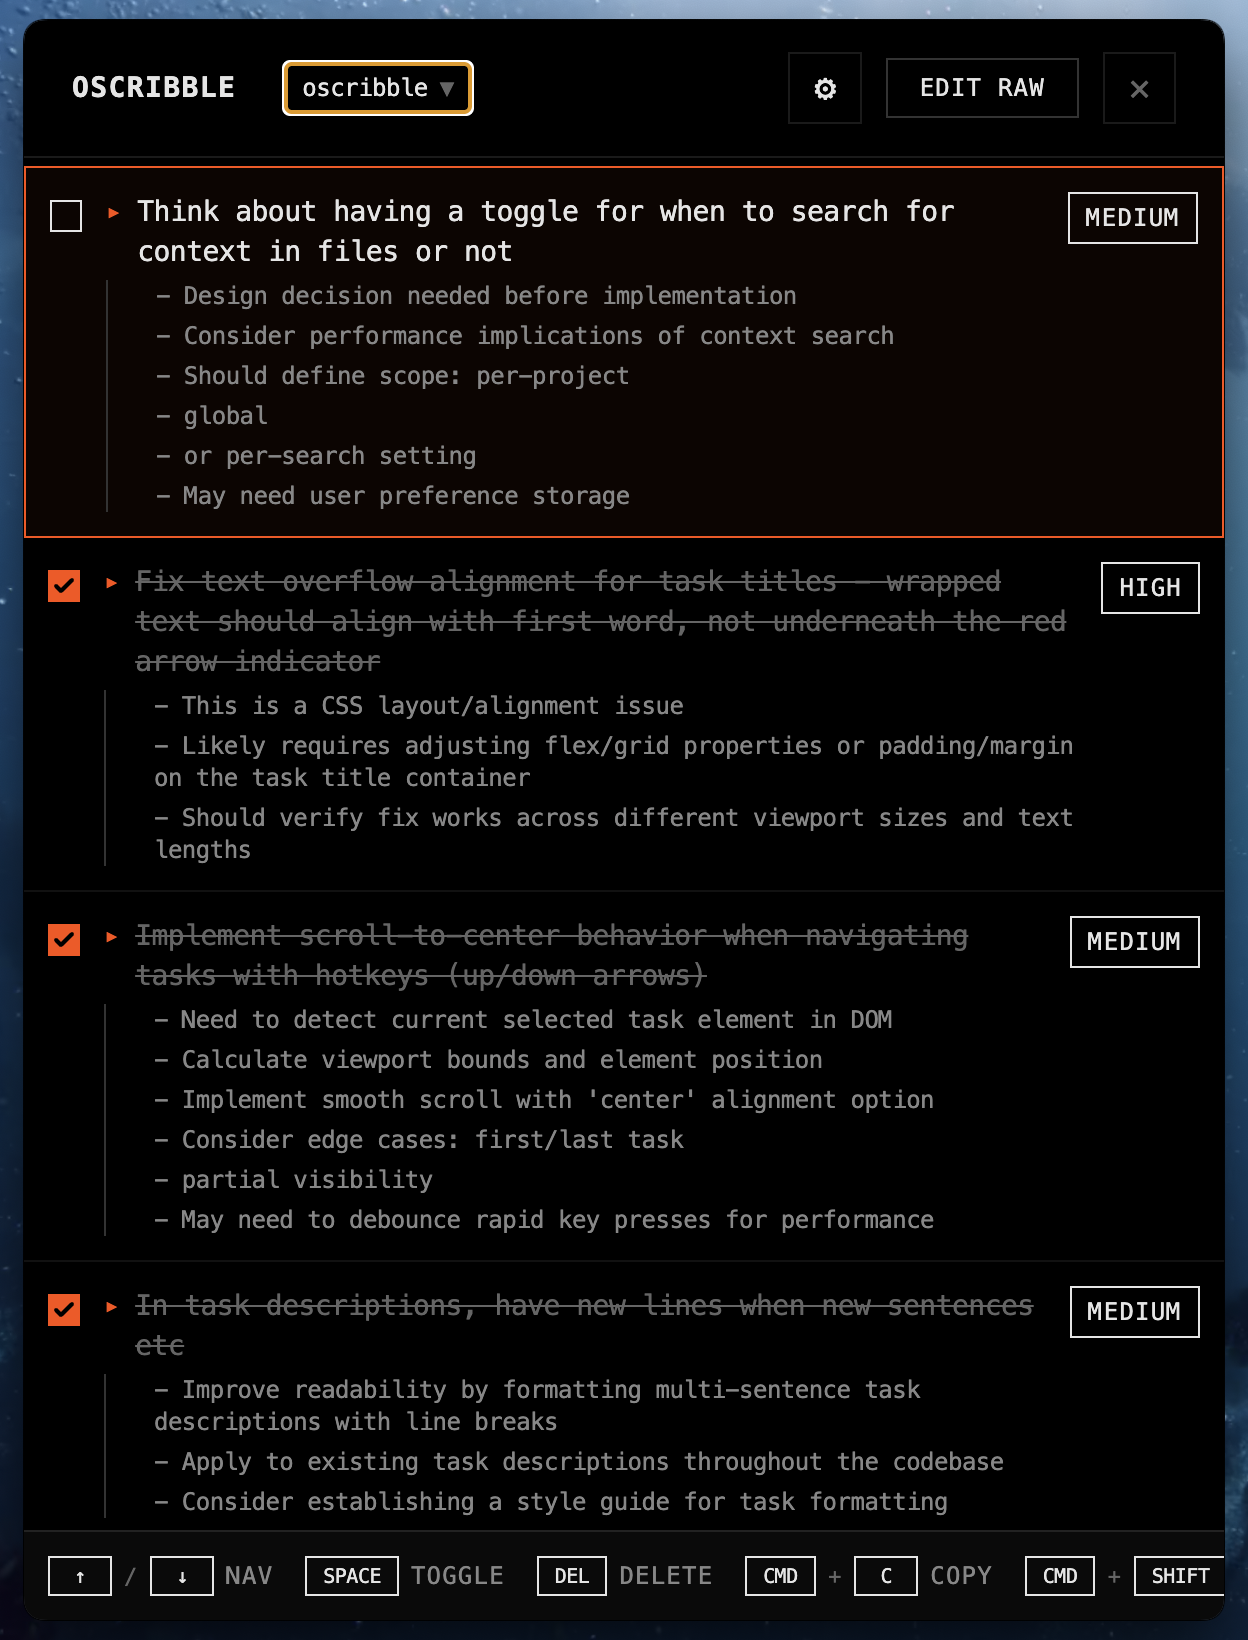 OSCRIBBLE oscribble ▼ ⚙ EDIT RAW ×
▸ Think about having a toggle for when to search for MEDIUM
context in files or not
– Design decision needed before implementation
– Consider performance implications of context search
– Should define scope: per-project
– global
– or per-search setting
– May need user preference storage
▸ Fix text overflow alignment for task titles – wrapped HIGH
text should align with first word, not underneath the red
arrow indicator
– This is a CSS layout/alignment issue
– Likely requires adjusting flex/grid properties or padding/margin
on the task title container
– Should verify fix works across different viewport sizes and text
lengths
▸ Implement scroll-to-center behavior when navigating MEDIUM
tasks with hotkeys (up/down arrows)
– Need to detect current selected task element in DOM
– Calculate viewport bounds and element position
– Implement smooth scroll with 'center' alignment option
– Consider edge cases: first/last task
– partial visibility
– May need to debounce rapid key presses for performance
▸ In task descriptions, have new lines when new sentences MEDIUM
etc
– Improve readability by formatting multi-sentence task
descriptions with line breaks
– Apply to existing task descriptions throughout the codebase
– Consider establishing a style guide for task formatting
↑ / ↓ NAV SPACE TOGGLE DEL DELETE CMD + C COPY CMD + SHIFT